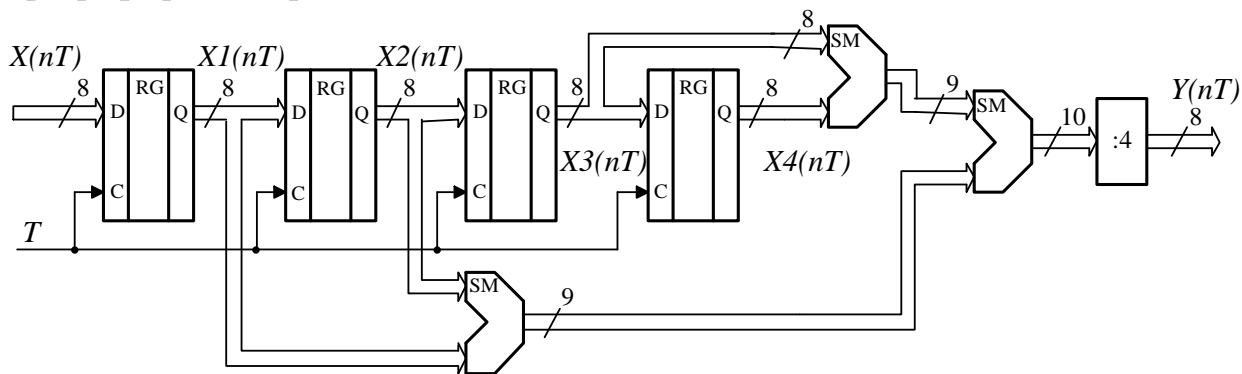 X(nT) 8 X1(nT) 8 X2(nT) 8 8 8 8 9 10 Y(nT) 8
D RG Q D RG Q D RG Q D RG Q SM SM :4
C C C X3(nT) C X4(nT)
T
SM 9